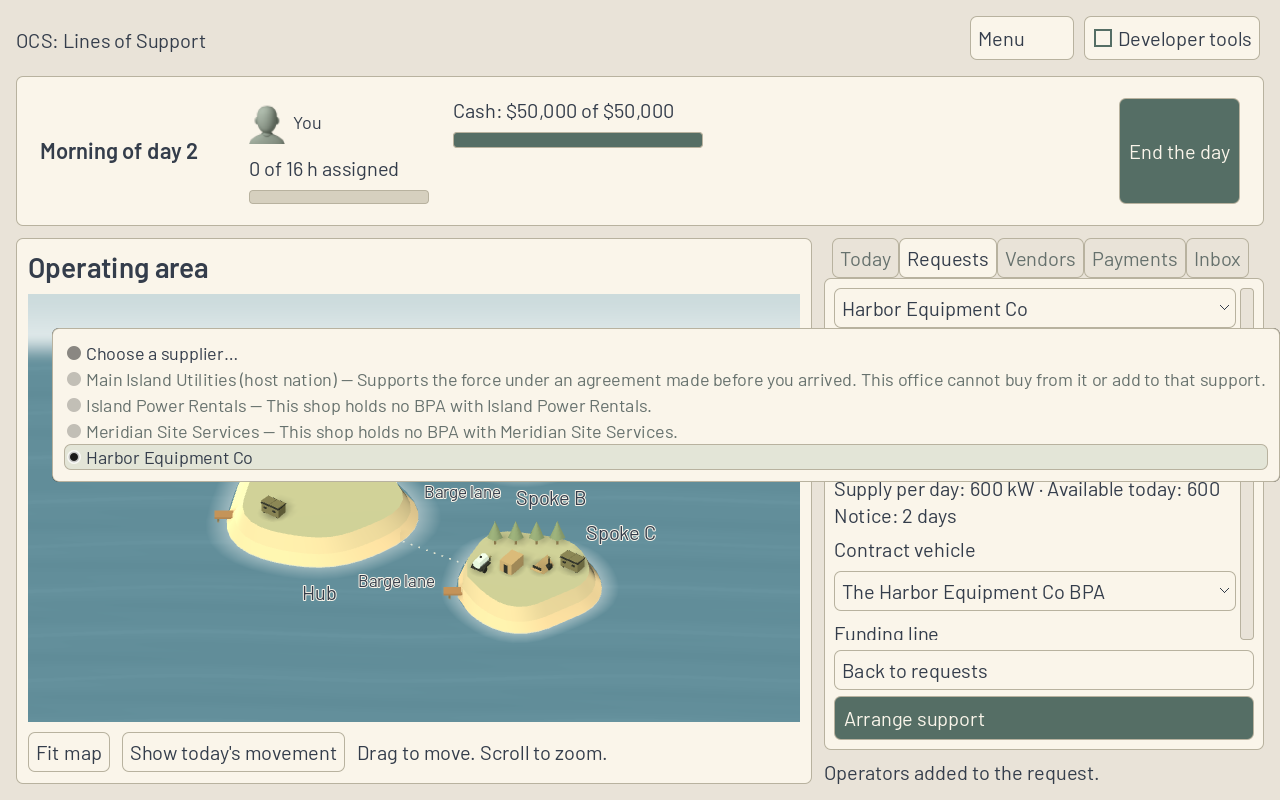 OCS: Lines of Support
Menu
Developer tools
Morning of day 2
You
0 of 16 h assigned
Cash: $50,000 of $50,000
End the day
Operating area
Today
Requests
Vendors
Payments
Inbox
Harbor Equipment Co
Choose a supplier...
Main Island Utilities (host nation) — Supports the force under an agreement made before you arrived. This office cannot buy from it or add to that support.
Island Power Rentals — This shop holds no BPA with Island Power Rentals.
Meridian Site Services — This shop holds no BPA with Meridian Site Services.
Harbor Equipment Co
Barge lane
Spoke B
Spoke C
Hub
Barge lane
Supply per day: 600 kW · Available today: 600
Notice: 2 days
Contract vehicle
The Harbor Equipment Co BPA
Funding line
Back to requests
Arrange support
Fit map
Show today's movement
Drag to move. Scroll to zoom.
Operators added to the request.